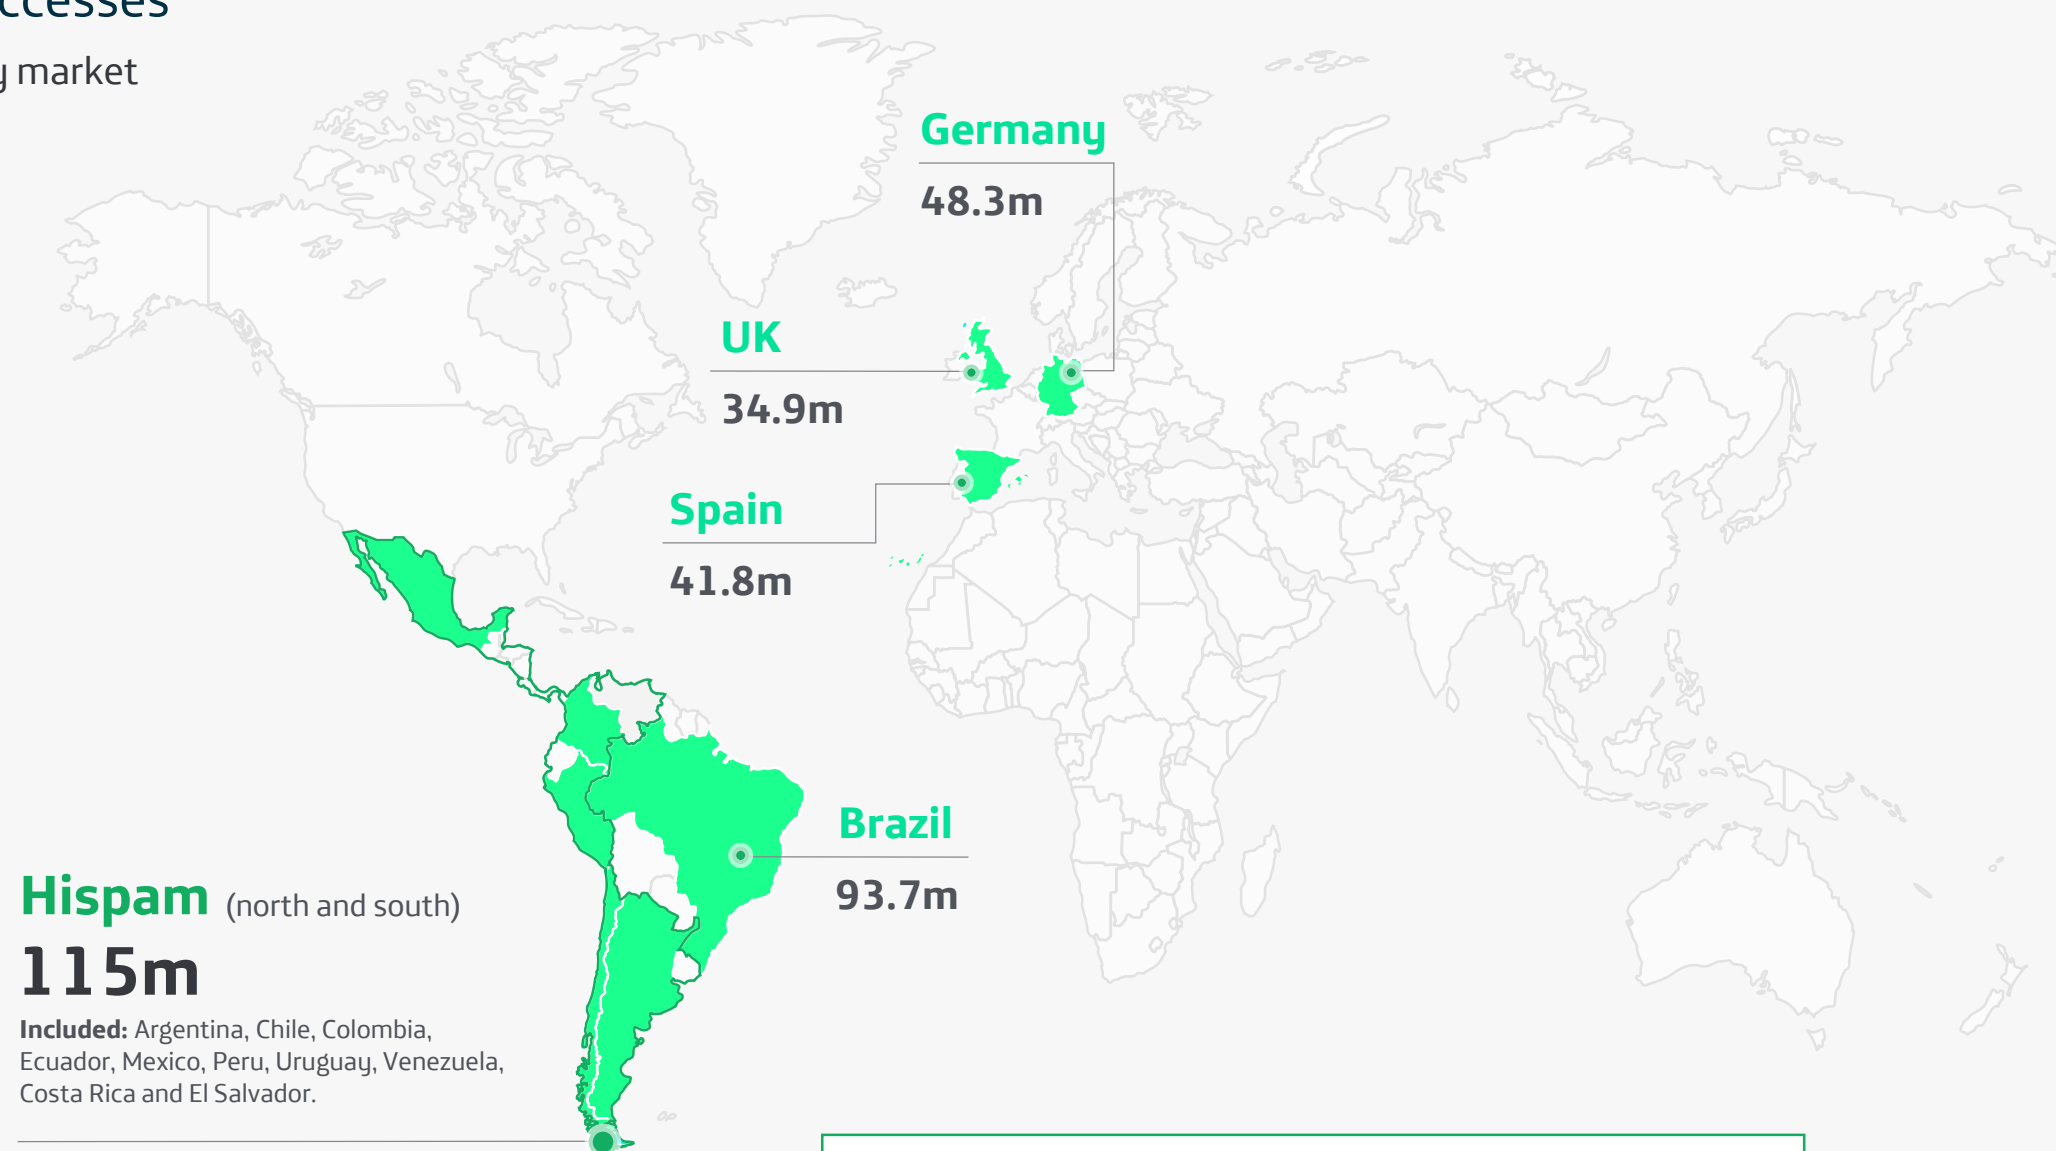 y market
Germany
48.3m
UK
34.9m
Spain
41.8m
Brazil
93.7m
Hispam (north and south)
115m
Included: Argentina, Chile, Colombia,
Ecuador, Mexico, Peru, Uruguay, Venezuela,
Costa Rica and El Salvador.